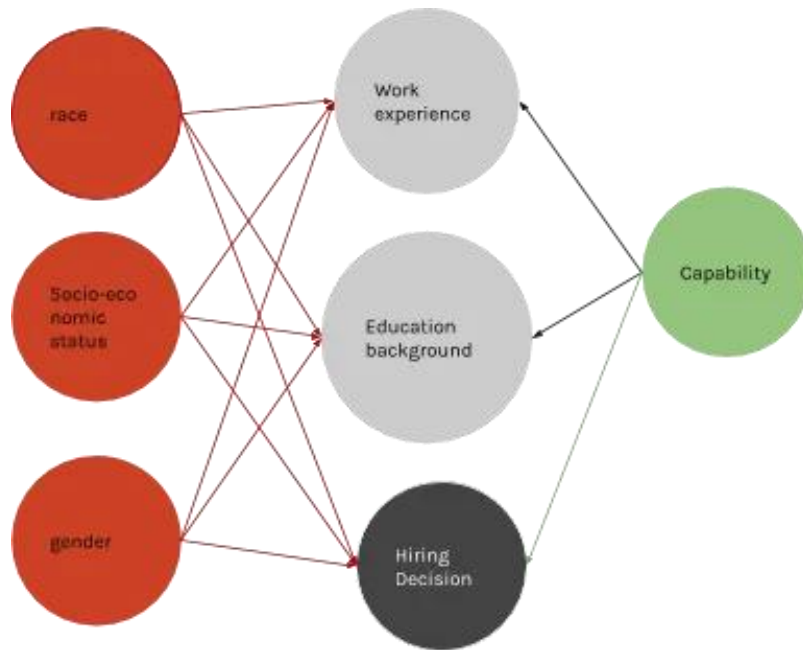 race
Socio-eco
nomic
status
gender
Work
experience
Education
background
Hiring
Decision
Capability